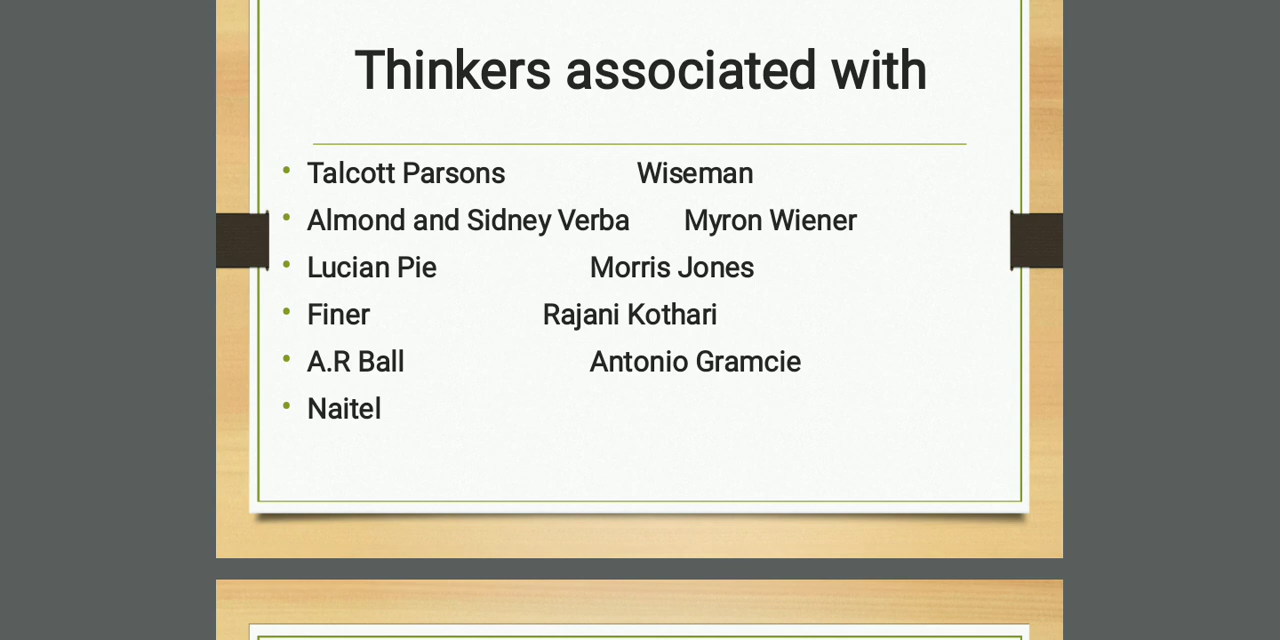 Thinkers associated with
• Talcott Parsons Wiseman
• Almond and Sidney Verba Myron Wiener
• Lucian Pie Morris Jones
• Finer Rajani Kothari
• A.R Ball Antonio Gramcie
• Naitel